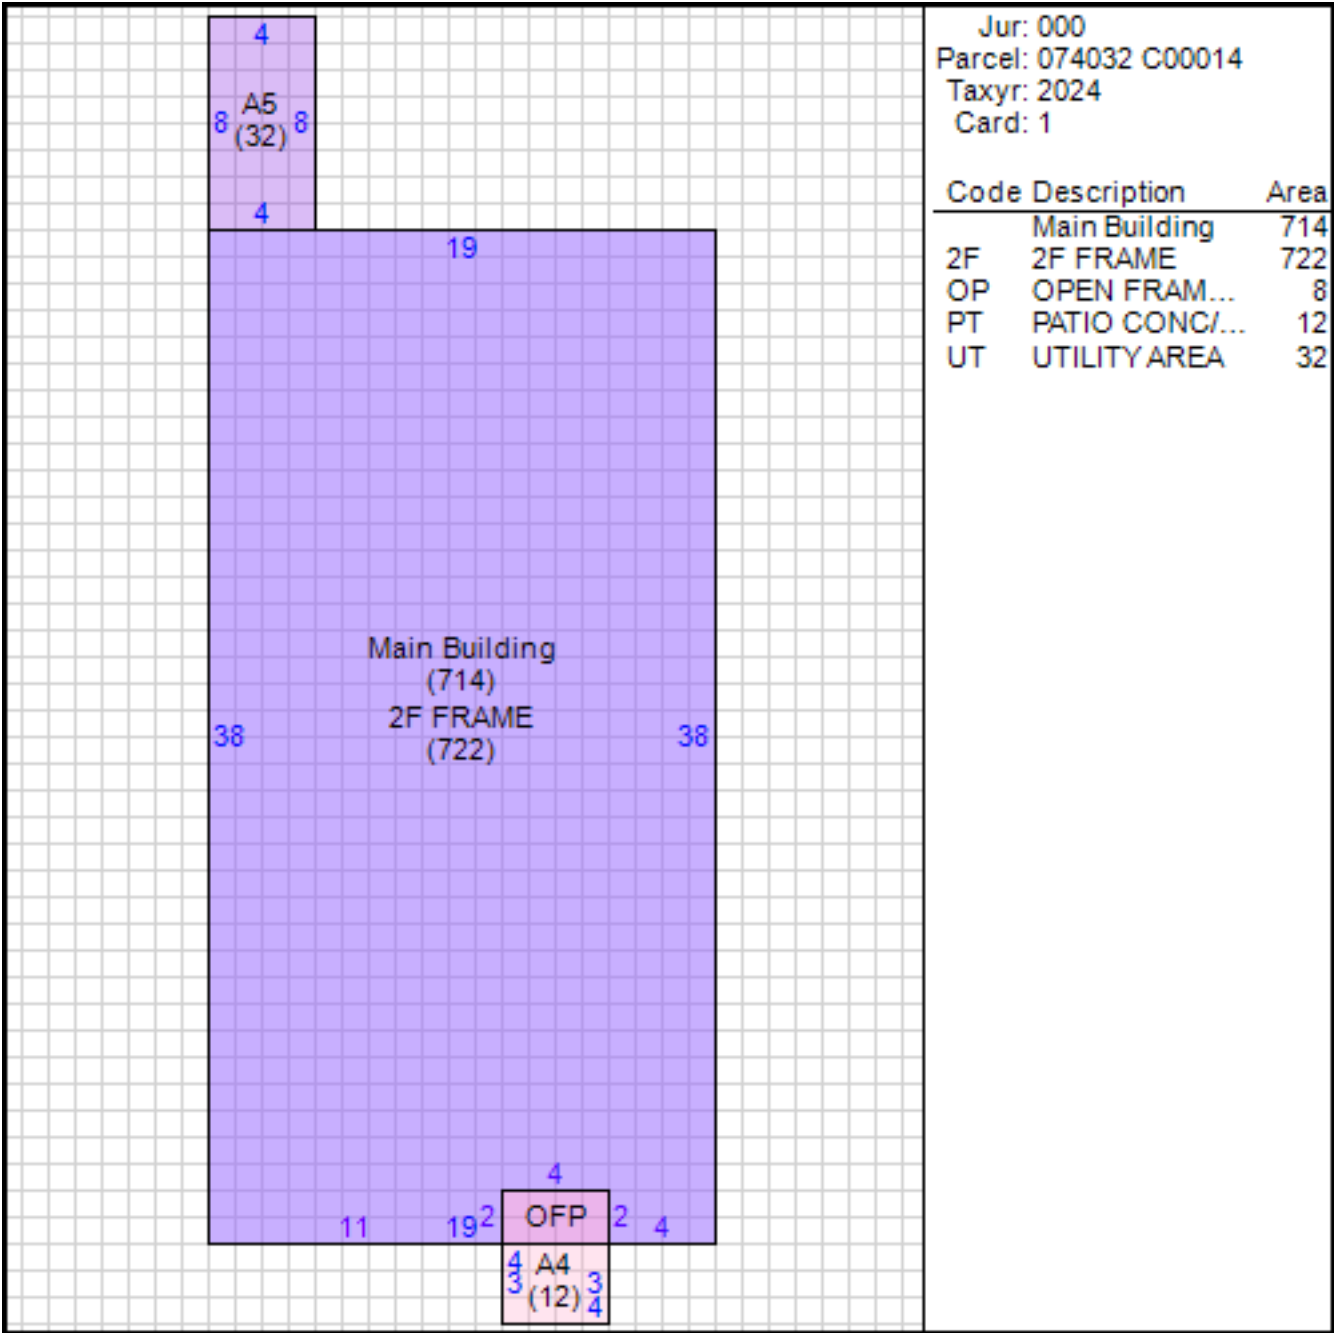 4
A5
8
(32)
8
4
19
Main Building
(714)
2F FRAME
(722)
38
38
4
OFP
2
2
11
19
4
4
A4
3
3
(12)
4
Jur: 000
Parcel: 074032 C00014
Taxyr: 2024
Card: 1
Code Description Area
Main Building 714
2F 2F FRAME 722
OP OPEN FRAM... 8
PT PATIO CONC/... 12
UT UTILITY AREA 32